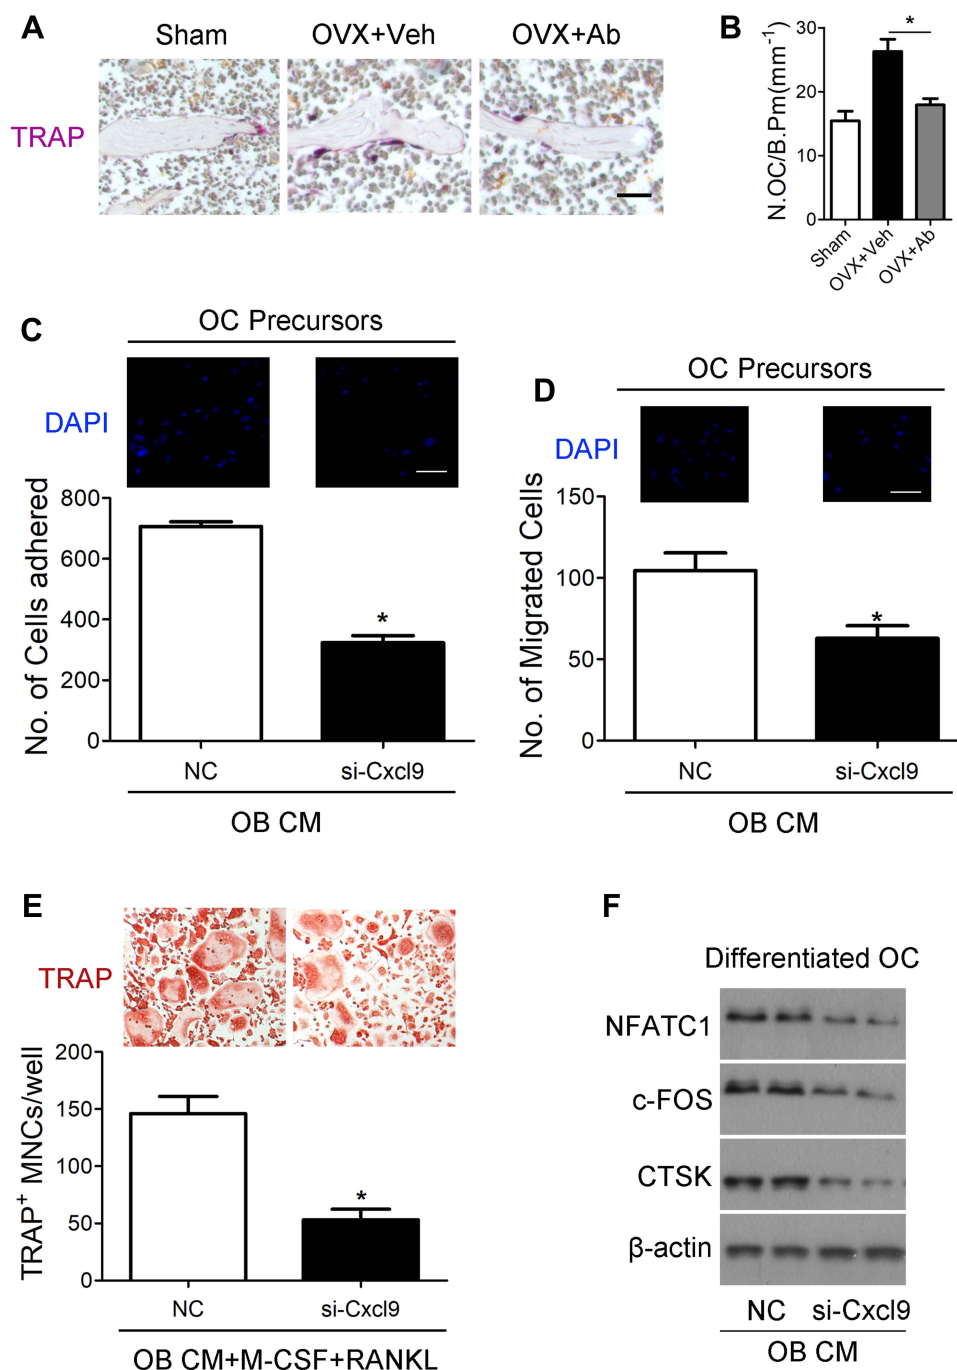 A
Sham
OVX+Veh
OVX+Ab
TRAP
B
N.OC/B.Pm(mm⁻¹)
30
20
10
0
*
Sham
OVX+Veh
OVX+Ab
C
OC Precursors
DAPI
No. of Cells adhered
800
600
400
200
0
*
NC
si-Cxcl9
OB CM
D
OC Precursors
DAPI
No. of Migrated Cells
150
100
50
0
*
NC
si-Cxcl9
OB CM
E
TRAP
TRAP⁺ MNCs/well
200
150
100
50
0
*
NC
si-Cxcl9
OB CM+M-CSF+RANKL
F
Differentiated OC
NFATC1
c-FOS
CTSK
β-actin
NC si-Cxcl9
OB CM